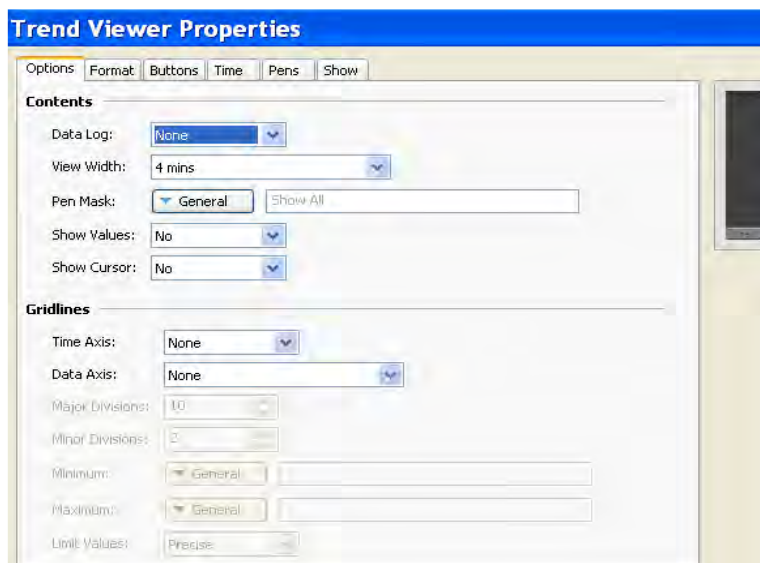 Trend Viewer Properties
Options Format Buttons Time Pens Show
Contents
Data Log: None
View Width: 4 mins
Pen Mask: General Show All
Show Values: No
Show Cursor: No
Gridlines
Time Axis: None
Data Axis: None
Major Divisions: 10
Minor Divisions: 2
Minimum: General
Maximum: General
Limit Values: Precise